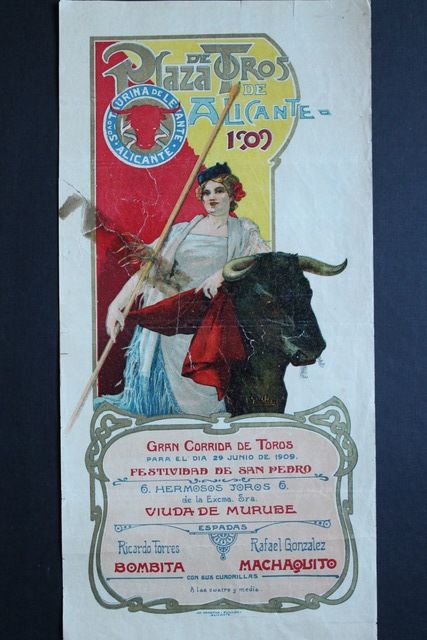 Plaza DE TOROS
DE
ALICANTE-
1909
TAURINA DE LEVANTE
ALICANTE
GRAN CORRIDA DE TOROS
PARA EL DIA 29 JUNIO DE 1909.
FESTIVIDAD DE SAN PEDRO
6. HERMOSOS TOROS 6.
de la Excma. Sra.
VIUDA DE MURUBE
ESPADAS
Ricardo Torres Rafael Gonzalez
BOMBITA MACHAQUITO
CON SUS CUADRILLAS
A las cuatro y media